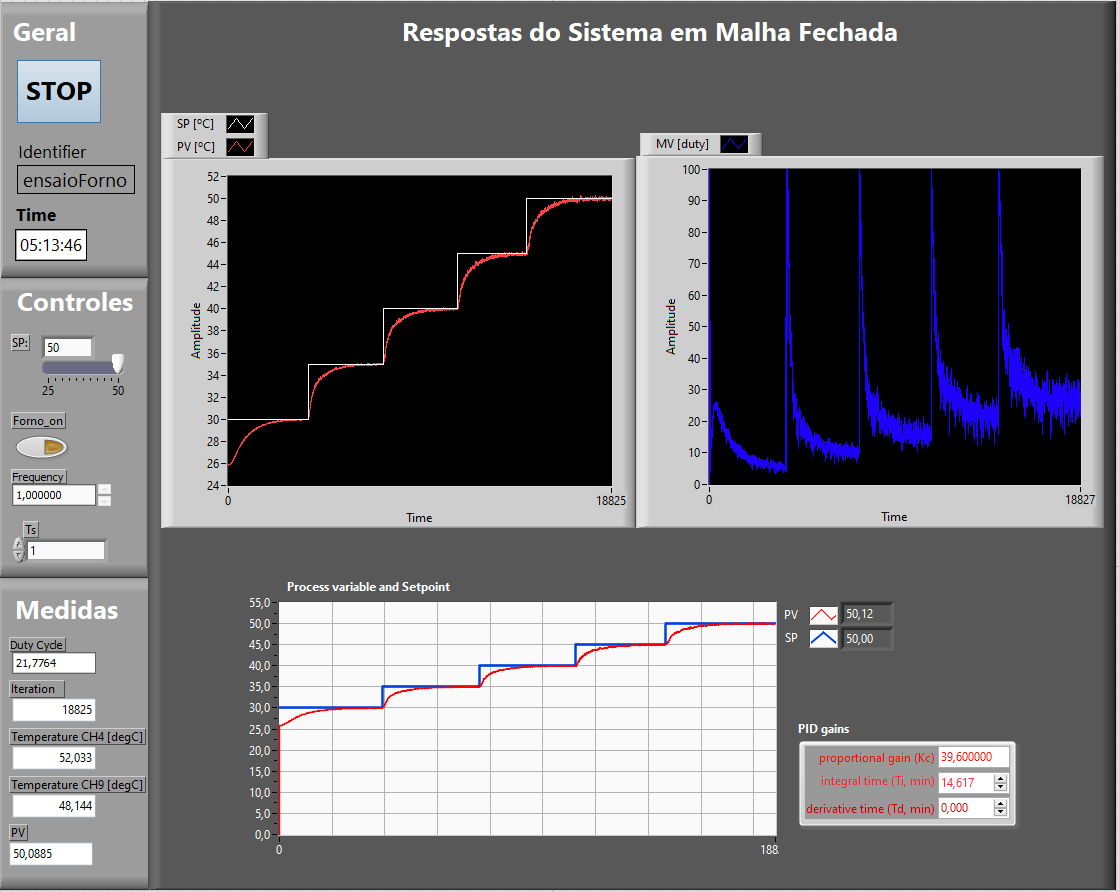 Geral
STOP
Identifier
ensaioForno
Time
05:13:46
Controles
SP:
50
25 50
Forno_on
Frequency
1,000000
Ts
1
Medidas
Duty Cycle
21,7764
Iteration
18825
Temperature CH4 [degC]
52,033
Temperature CH9 [degC]
48,144
PV
50,0885
Respostas do Sistema em Malha Fechada
SP [ºC]
PV [ºC]
Amplitude
52
50
48
46
44
42
40
38
36
34
32
30
28
26
24
0 18825
Time
MV [duty]
Amplitude
100
90
80
70
60
50
40
30
20
10
0
0 18827
Time
Process variable and Setpoint
55,0
50,0
45,0
40,0
35,0
30,0
25,0
20,0
15,0
10,0
5,0
0,0
0 188
PV 50,12
SP 50,00
PID gains
proportional gain (Kc) 39,600000
integral time (Ti, min) 14,617
derivative time (Td, min) 0,000